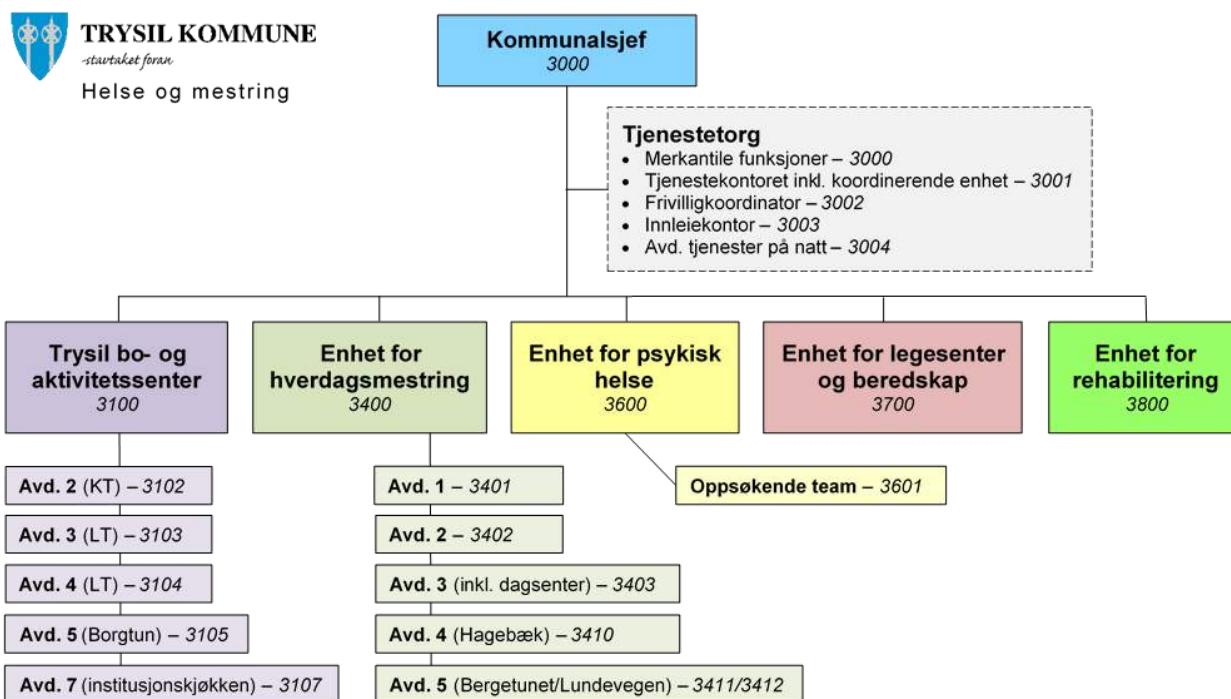 TRYSIL KOMMUNE
-stavtaket foran
Helse og mestring
Kommunalsjef
3000
Tjenestetorg
• Merkantile funksjoner – 3000
• Tjenestekontoret inkl. koordinerende enhet – 3001
• Frivilligkoordinator – 3002
• Innleiekontor – 3003
• Avd. tjenester på natt – 3004
Trysil bo- og
aktivitetssenter
3100
Enhet for
hverdagsmestring
3400
Enhet for psykisk
helse
3600
Enhet for legesenter
og beredskap
3700
Enhet for
rehabilitering
3800
Avd. 2 (KT) – 3102
Avd. 3 (LT) – 3103
Avd. 4 (LT) – 3104
Avd. 5 (Borgtun) – 3105
Avd. 7 (institusjonskjøkken) – 3107
Avd. 1 – 3401
Avd. 2 – 3402
Avd. 3 (inkl. dagsenter) – 3403
Avd. 4 (Hagebæk) – 3410
Avd. 5 (Bergetunet/Lundevegen) – 3411/3412
Oppsøkende team – 3601